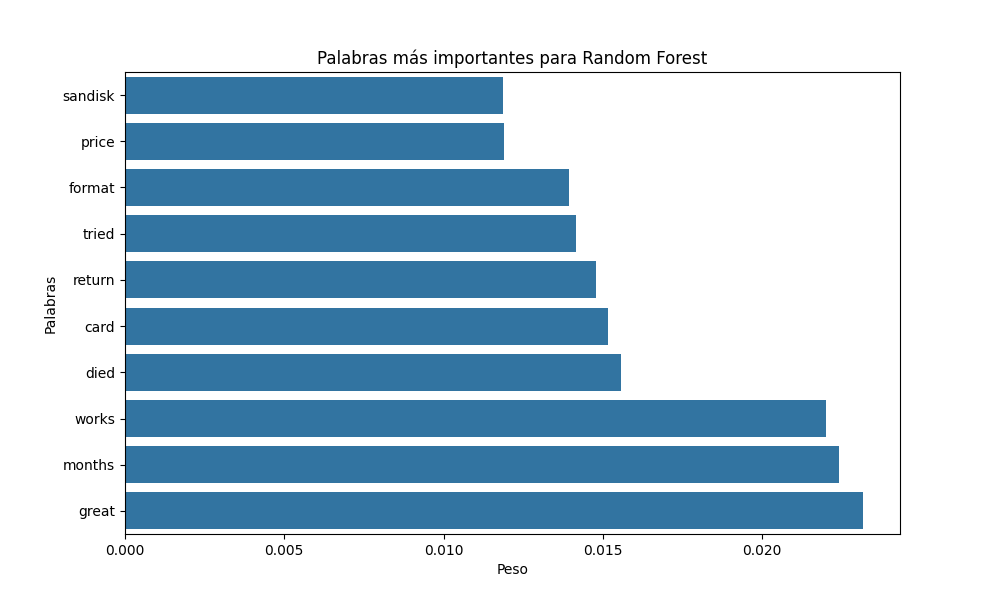 Palabras más importantes para Random Forest
sandisk
price
format
tried
return
card
died
works
months
great
Palabras
0.000 0.005 0.010 0.015 0.020
Peso